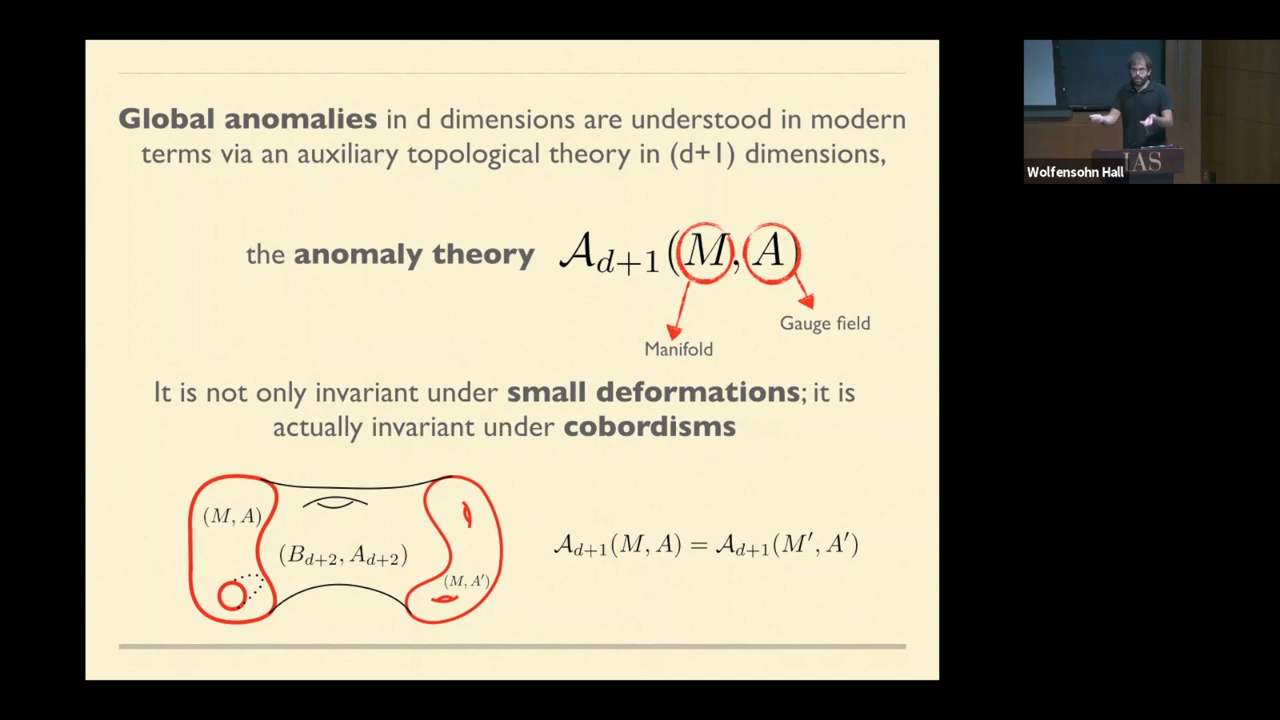 Global anomalies in d dimensions are understood in modern
terms via an auxiliary topological theory in (d+1) dimensions,
the anomaly theory 𝒜_{d+1}(M, A)
Gauge field
Manifold
It is not only invariant under small deformations; it is
actually invariant under cobordisms
(M, A)
(B_{d+2}, A_{d+2})
(M, A')
𝒜_{d+1}(M, A) = 𝒜_{d+1}(M', A')
IAS
Wolfensohn Hall